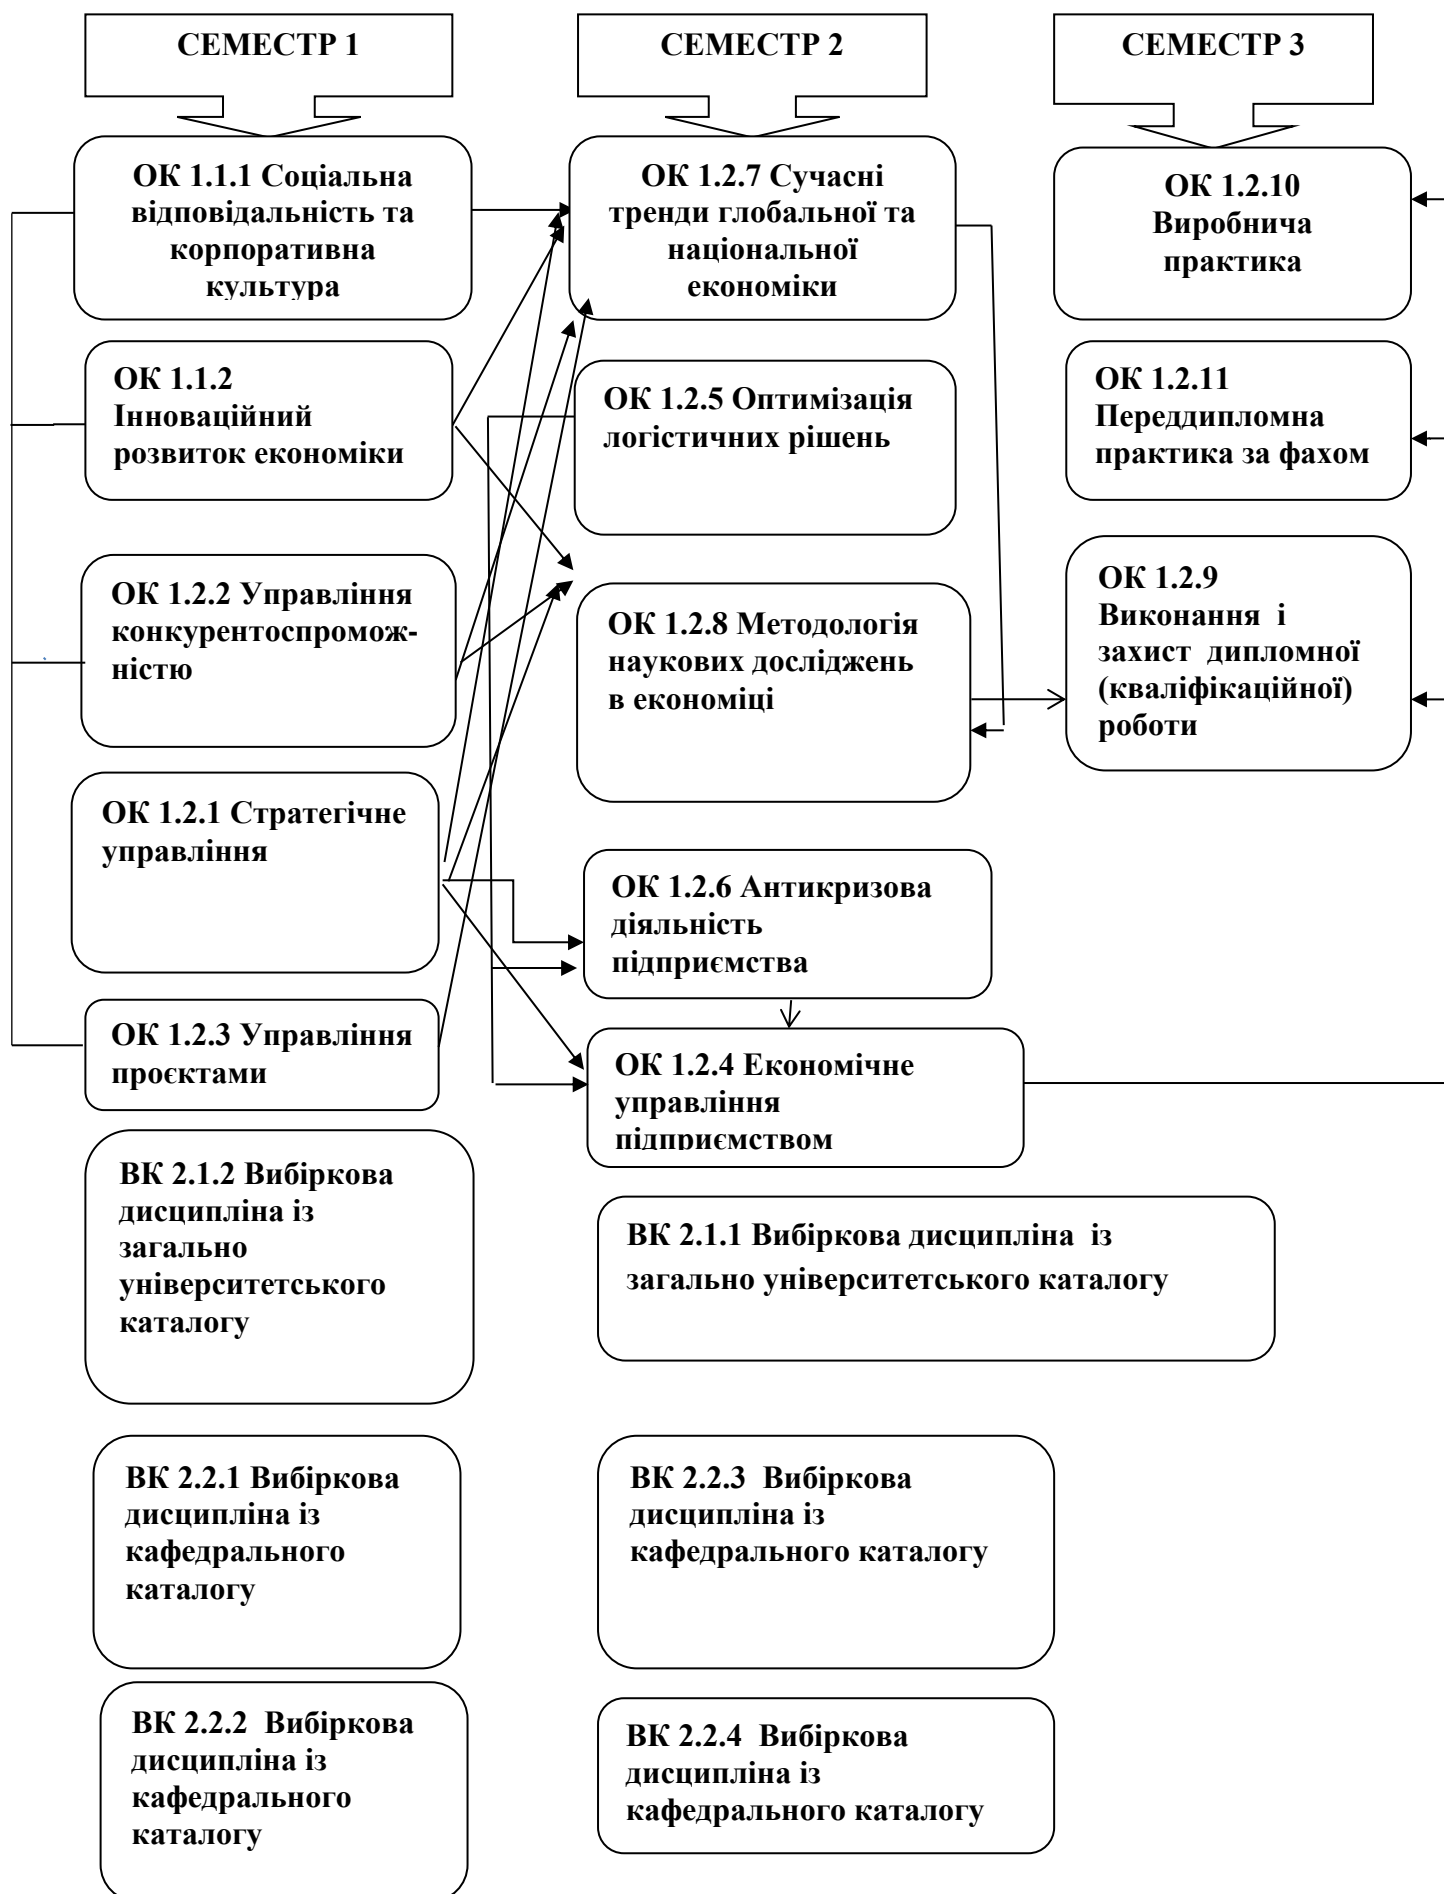 СЕМЕСТР 1
СЕМЕСТР 2
СЕМЕСТР 3
ОК 1.1.1 Соціальна
відповідальність та
корпоративна
культура
ОК 1.1.2
Інноваційний
розвиток економіки
ОК 1.2.2 Управління
конкурентоспромож-
ністю
ОК 1.2.1 Стратегічне
управління
ОК 1.2.3 Управління
проєктами
ВК 2.1.2 Вибіркова
дисципліна із
загально
університетського
каталогу
ВК 2.2.1 Вибіркова
дисципліна із
кафедрального
каталогу
ВК 2.2.2 Вибіркова
дисципліна із
кафедрального
каталогу
ОК 1.2.7 Сучасні
тренди глобальної та
національної
економіки
ОК 1.2.5 Оптимізація
логістичних рішень
ОК 1.2.8 Методологія
наукових досліджень
в економіці
ОК 1.2.6 Антикризова
діяльність
підприємства
ОК 1.2.4 Економічне
управління
підприємством
ВК 2.1.1 Вибіркова дисципліна із
загально університетського каталогу
ВК 2.2.3 Вибіркова
дисципліна із
кафедрального каталогу
ВК 2.2.4 Вибіркова
дисципліна із
кафедрального каталогу
ОК 1.2.10
Виробнича
практика
ОК 1.2.11
Переддипломна
практика за фахом
ОК 1.2.9
Виконання і
захист дипломної
(кваліфікаційної)
роботи